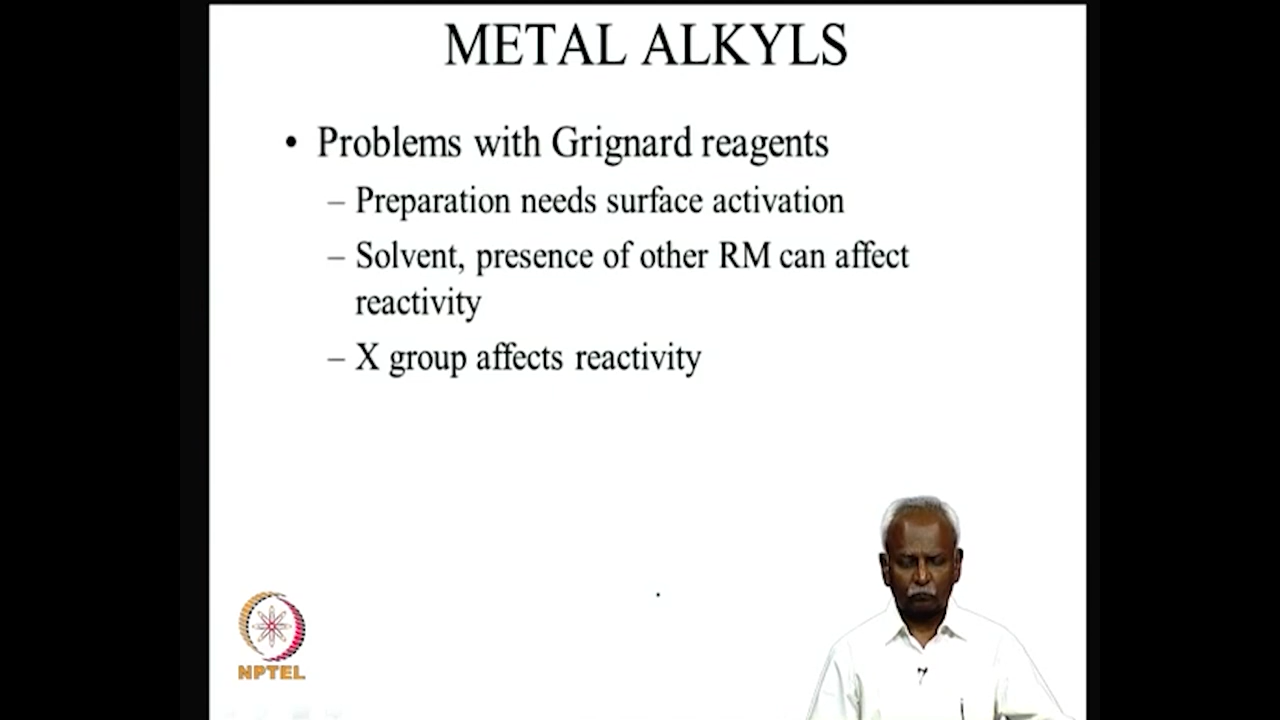 METAL ALKYLS
• Problems with Grignard reagents
– Preparation needs surface activation
– Solvent, presence of other RM can affect
reactivity
– X group affects reactivity
NPTEL